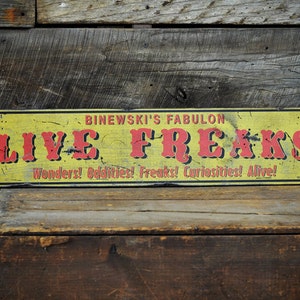 BINEWSKI'S FABULON
LIVE FREAKS
Wonders! Oddities! Freaks! Curiosities! Alive!